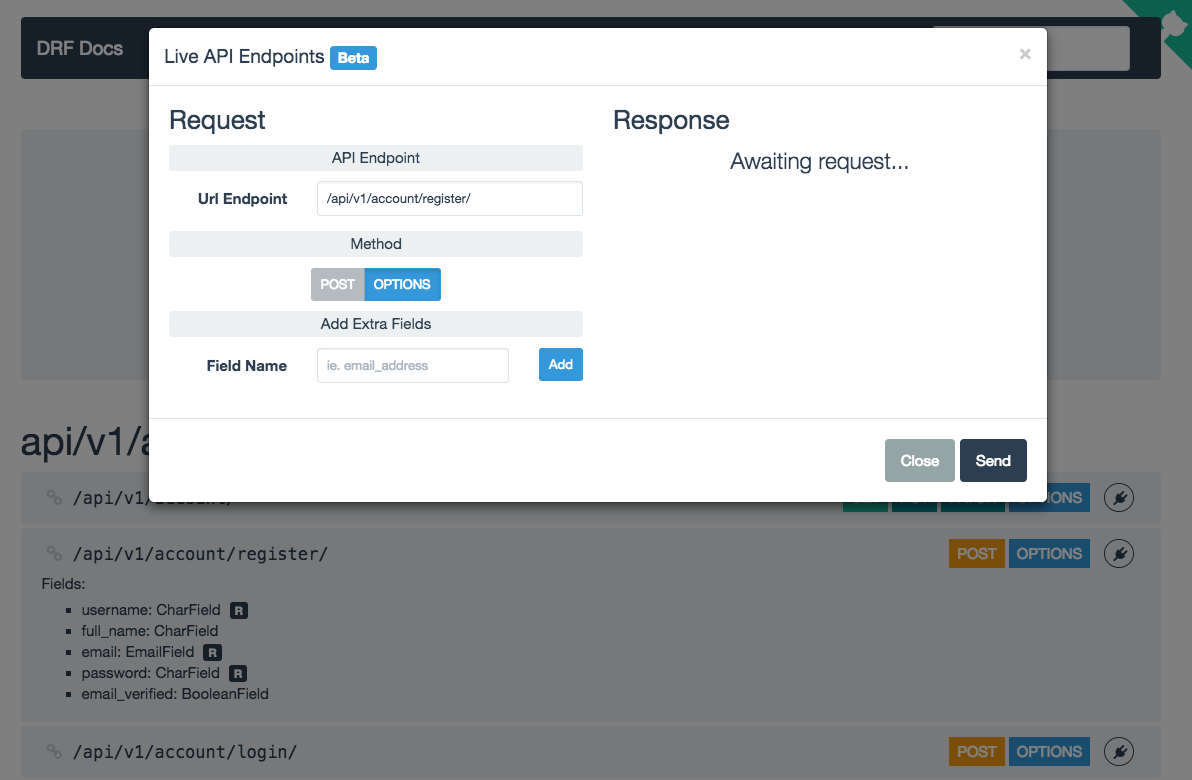 DRF Docs
Live API Endpoints Beta ×
Request
API Endpoint
Url Endpoint /api/v1/account/register/
Method
POST OPTIONS
Add Extra Fields
Field Name ie. email_address Add
Response
Awaiting request...
Close Send
api/v1/
/api/v1/account/ OPTIONS
/api/v1/account/register/ POST OPTIONS
Fields:
username: CharField R
full_name: CharField
email: EmailField R
password: CharField R
email_verified: BooleanField
/api/v1/account/login/ POST OPTIONS